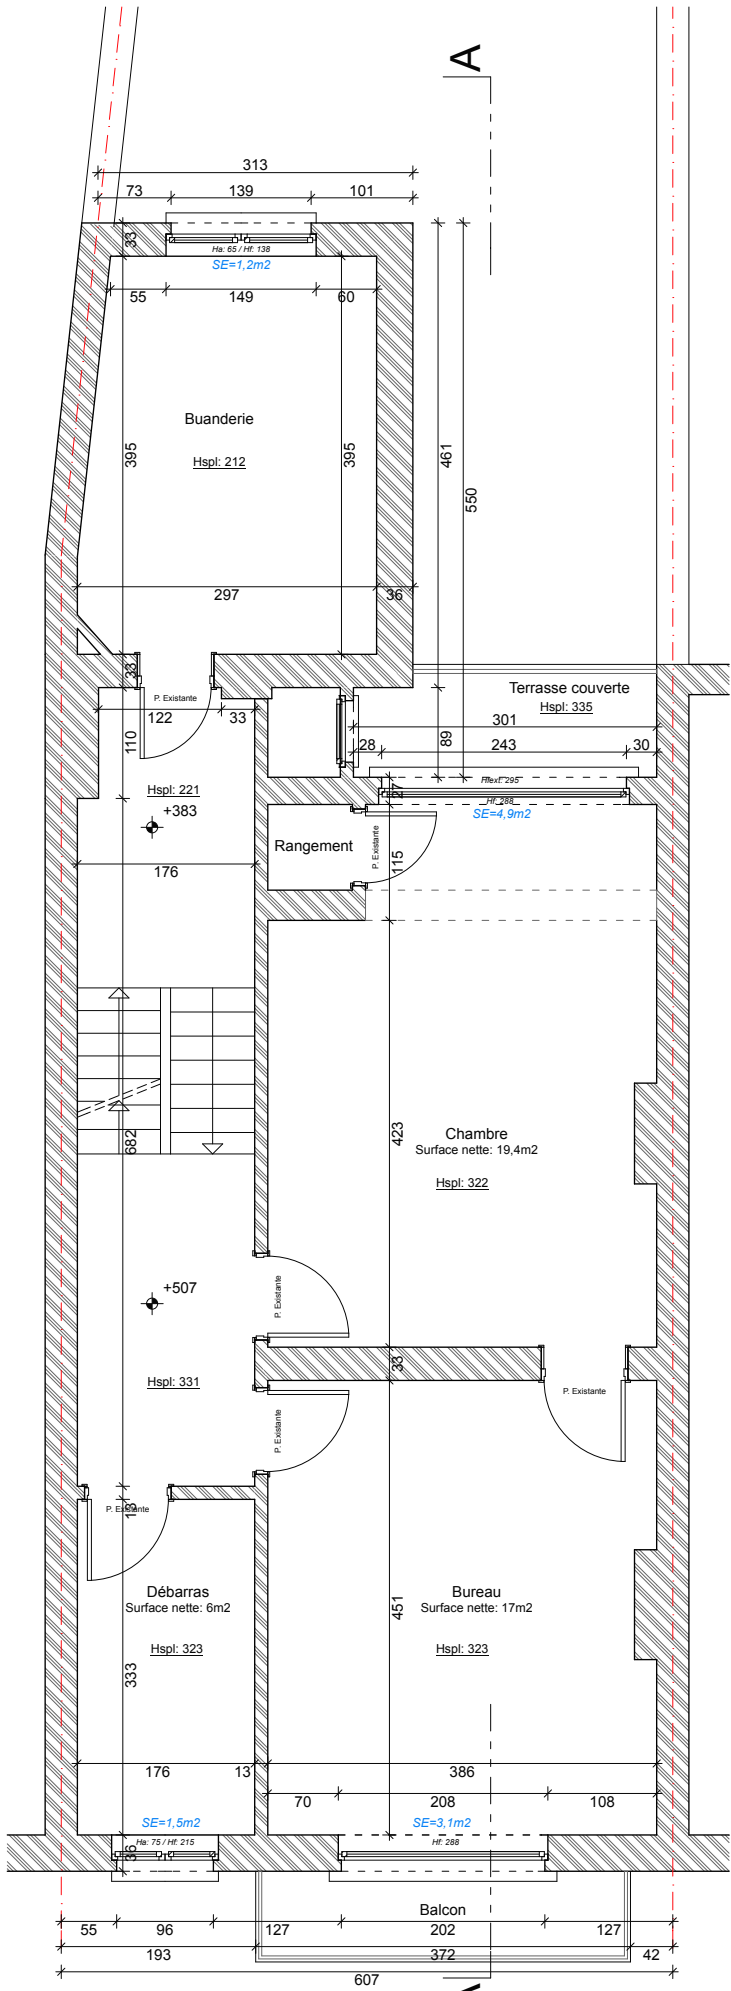 A
313
73 139 101
33
Ha: 65 / Hf: 138
SE=1,2m2
55 149 60
Buanderie
Hspl: 212
395
395
461
550
297
36
33
P. Existante
122
33
110
Terrasse couverte
Hspl: 335
301
28 243 30
89
Hspl: 221
+383
Hfext: 295
Hf: 288
27
SE=4,9m2
Rangement
P. Existante
115
176
682
423
Chambre
Surface nette: 19,4m2
Hspl: 322
+507
P. Existante
Hspl: 331
33
P. Existante
P. Existante
P. Existante
13
Débarras
Surface nette: 6m2
Hspl: 323
Bureau
Surface nette: 17m2
Hspl: 323
451
333
176 13 386
70 208 108
SE=1,5m2
SE=3,1m2
Ha: 75 / Hf: 215
Hf: 288
36
Balcon
55 96 127 202 127
193 372 42
607
A